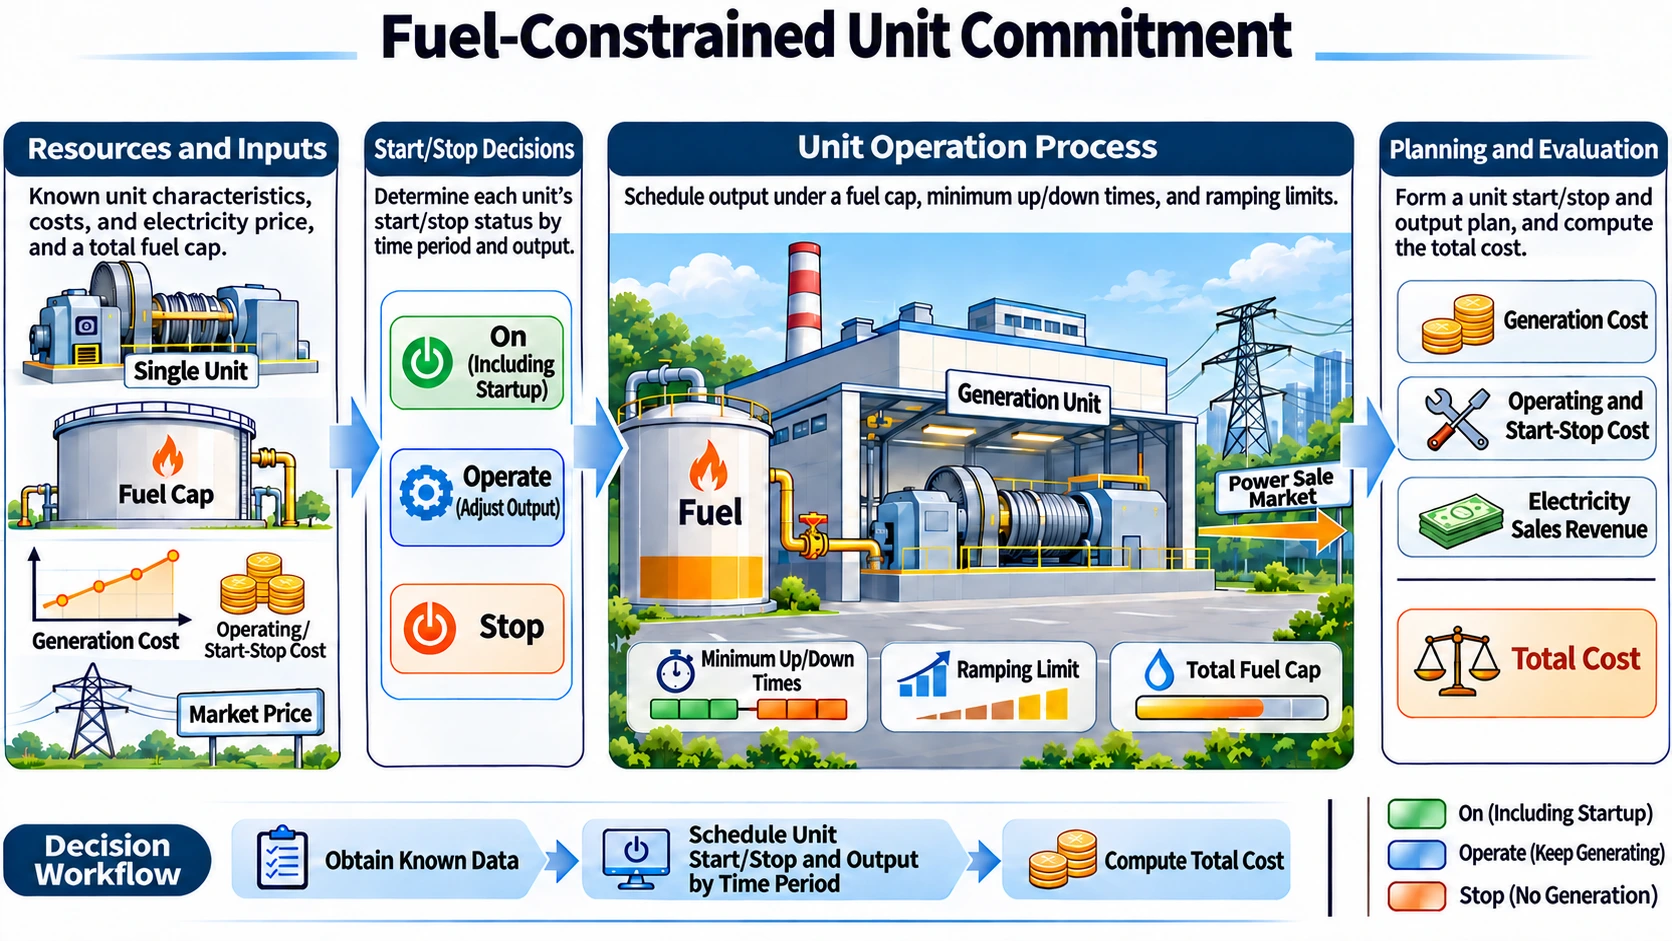 Fuel-Constrained Unit Commitment
Resources and Inputs
Known unit characteristics,
costs, and electricity price,
and a total fuel cap.
Single Unit
Fuel Cap
Generation Cost
Operating/
Start-Stop Cost
Market Price
Start/Stop Decisions
Determine each unit's
start/stop status by
time period and output.
On
(Including
Startup)
Operate
(Adjust Output)
Stop
Unit Operation Process
Schedule output under a fuel cap, minimum up/down times, and ramping limits.
Generation Unit
Fuel
Power Sale
Market
Minimum Up/Down
Times
Ramping Limit
Total Fuel Cap
Planning and Evaluation
Form a unit start/stop and
output plan, and compute
the total cost.
Generation Cost
Operating and
Start-Stop Cost
Electricity
Sales Revenue
Total Cost
Decision
Workflow
Obtain Known Data
Schedule Unit
Start/Stop and Output
by Time Period
Compute Total Cost
On (Including Startup)
Operate (Keep Generating)
Stop (No Generation)